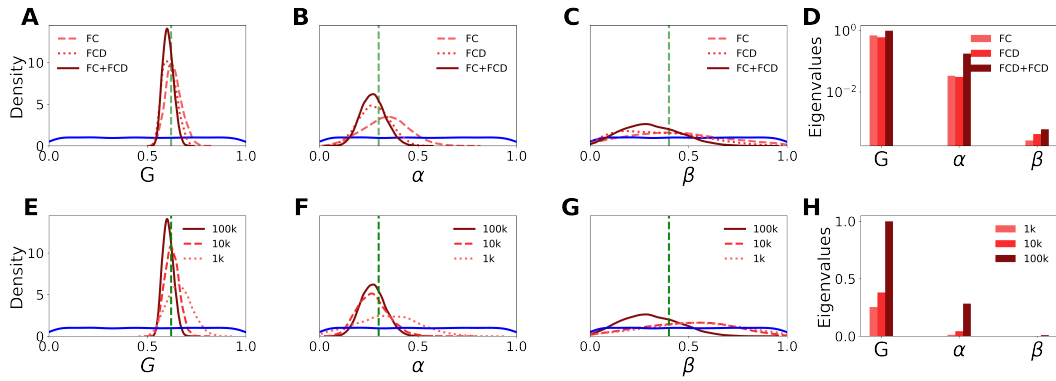 A
Density
10
5
0
0.0
0.5
1.0
G
FC
FCD
FC+FCD
B
0.0
0.5
1.0
α
FC
FCD
FC+FCD
C
0.0
0.5
1.0
β
FC
FCD
FC+FCD
D
Eigenvalues
10⁰
10⁻²
G
α
β
FC
FCD
FCD+FCD
E
Density
10
5
0
0.0
0.5
1.0
G
100k
10k
1k
F
0.0
0.5
1.0
α
100k
10k
1k
G
0.0
0.5
1.0
β
100k
10k
1k
H
Eigenvalues
1.0
0.5
0.0
G
α
β
1k
10k
100k